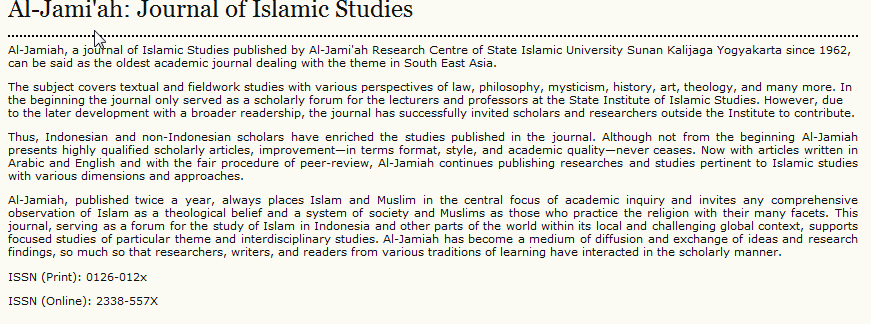 Al-Jami'ah: Journal of Islamic Studies
Al-Jamiah, a journal of Islamic Studies published by Al-Jami'ah Research Centre of State Islamic University Sunan Kalijaga Yogyakarta since 1962,
can be said as the oldest academic journal dealing with the theme in South East Asia.
The subject covers textual and fieldwork studies with various perspectives of law, philosophy, mysticism, history, art, theology, and many more. In
the beginning the journal only served as a scholarly forum for the lecturers and professors at the State Institute of Islamic Studies. However, due
to the later development with a broader readership, the journal has successfully invited scholars and researchers outside the Institute to contribute.
Thus, Indonesian and non-Indonesian scholars have enriched the studies published in the journal. Although not from the beginning Al-Jamiah
presents highly qualified scholarly articles, improvement—in terms format, style, and academic quality—never ceases. Now with articles written in
Arabic and English and with the fair procedure of peer-review, Al-Jamiah continues publishing researches and studies pertinent to Islamic studies
with various dimensions and approaches.
Al-Jamiah, published twice a year, always places Islam and Muslim in the central focus of academic inquiry and invites any comprehensive
observation of Islam as a theological belief and a system of society and Muslims as those who practice the religion with their many facets. This
journal, serving as a forum for the study of Islam in Indonesia and other parts of the world within its local and challenging global context, supports
focused studies of particular theme and interdisciplinary studies. Al-Jamiah has become a medium of diffusion and exchange of ideas and research
findings, so much so that researchers, writers, and readers from various traditions of learning have interacted in the scholarly manner.
ISSN (Print): 0126-012x
ISSN (Online): 2338-557X